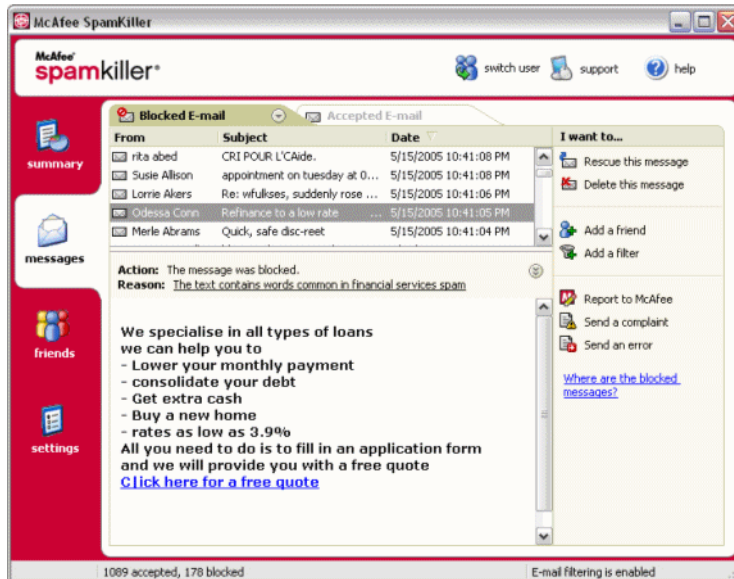 McAfee SpamKiller
McAfee®
spamkiller®
switch user
support
help
summary
messages
friends
settings
Blocked E-mail
Accepted E-mail
From Subject Date
rita abed CRI POUR L'CAide. 5/15/2005 10:41:08 PM
Susie Allison appointment on tuesday at 0... 5/15/2005 10:41:08 PM
Lorrie Akers Re: wfulkses, suddenly rose ... 5/15/2005 10:41:06 PM
Odessa Conn Refinance to a low rate ... 5/15/2005 10:41:05 PM
Merle Abrams Quick, safe disc-reet 5/15/2005 10:41:04 PM
Action: The message was blocked.
Reason: The text contains words common in financial services spam
We specialise in all types of loans
we can help you to
- Lower your monthly payment
- consolidate your debt
- Get extra cash
- Buy a new home
- rates as low as 3.9%
All you need to do is to fill in an application form
and we will provide you with a free quote
C|ick here for a free quote
I want to...
Rescue this message
Delete this message
Add a friend
Add a filter
Report to McAfee
Send a complaint
Send an error
Where are the blocked
messages?
1089 accepted, 178 blocked
E-mail filtering is enabled